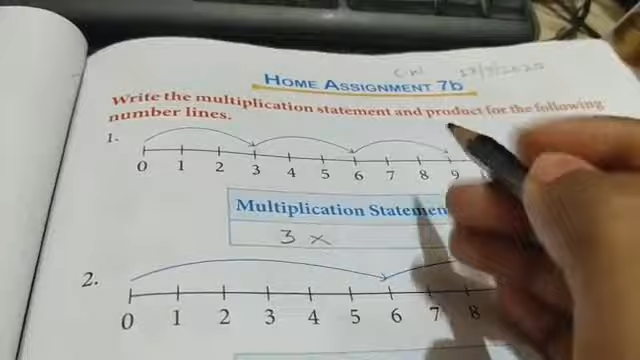 C.W 17/9/2020
HOME ASSIGNMENT 7b
Write the multiplication statement and product for the following
number lines.
1.
0 1 2 3 4 5 6 7 8 9
Multiplication Statemen
3 ×
2.
0 1 2 3 4 5 6 7 8